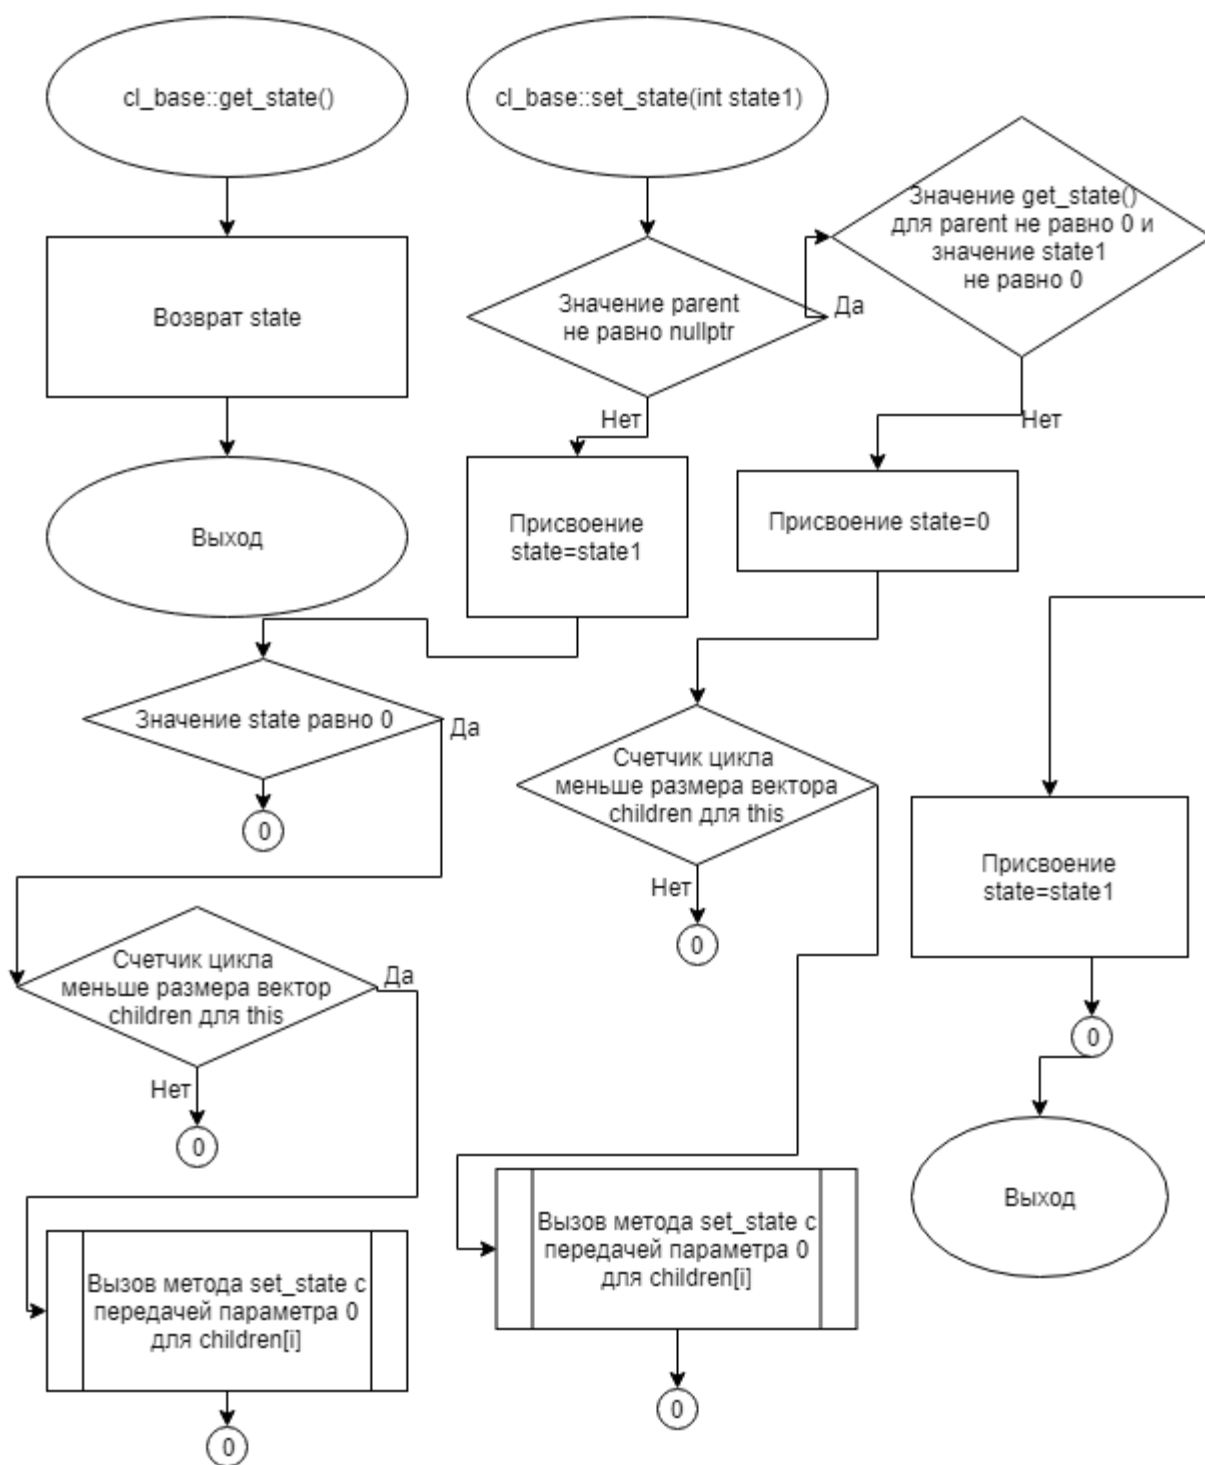 cl_base::get_state()
Возврат state
Выход
cl_base::set_state(int state1)
Значение parent
не равно nullptr
Да
Нет
Значение get_state()
для parent не равно 0 и
значение state1
не равно 0
Нет
Присвоение
state=state1
Присвоение state=0
Значение state равно 0
Да
0
Счетчик цикла
меньше размера вектор
children для this
Да
Нет
0
Вызов метода set_state с
передачей параметра 0
для children[i]
0
Счетчик цикла
меньше размера вектора
children для this
Нет
0
Вызов метода set_state с
передачей параметра 0
для children[i]
0
Присвоение
state=state1
0
Выход